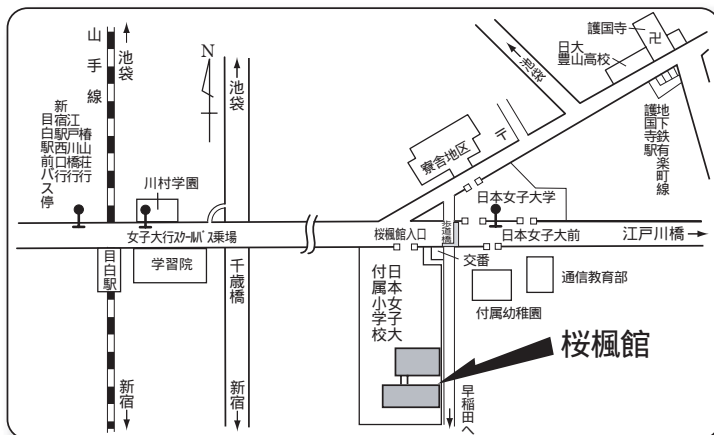 山手線
池袋
N
池袋
池袋
護国寺
卍
日大
豊山高校
地下鉄有楽町線
護国寺駅
椿山荘行
江戸川橋行
新宿駅西口行
目白駅前バス停
川村学園
寮舎地区
〒
日本女子大学
女子大行スクールバス乗場
桜楓館入口
歩道橋
日本女子大前
江戸川橋
目白駅
学習院
千歳橋
交番
日本女子大
付属小学校
付属幼稚園
通信教育部
桜楓館
新宿
新宿
早稲田へ